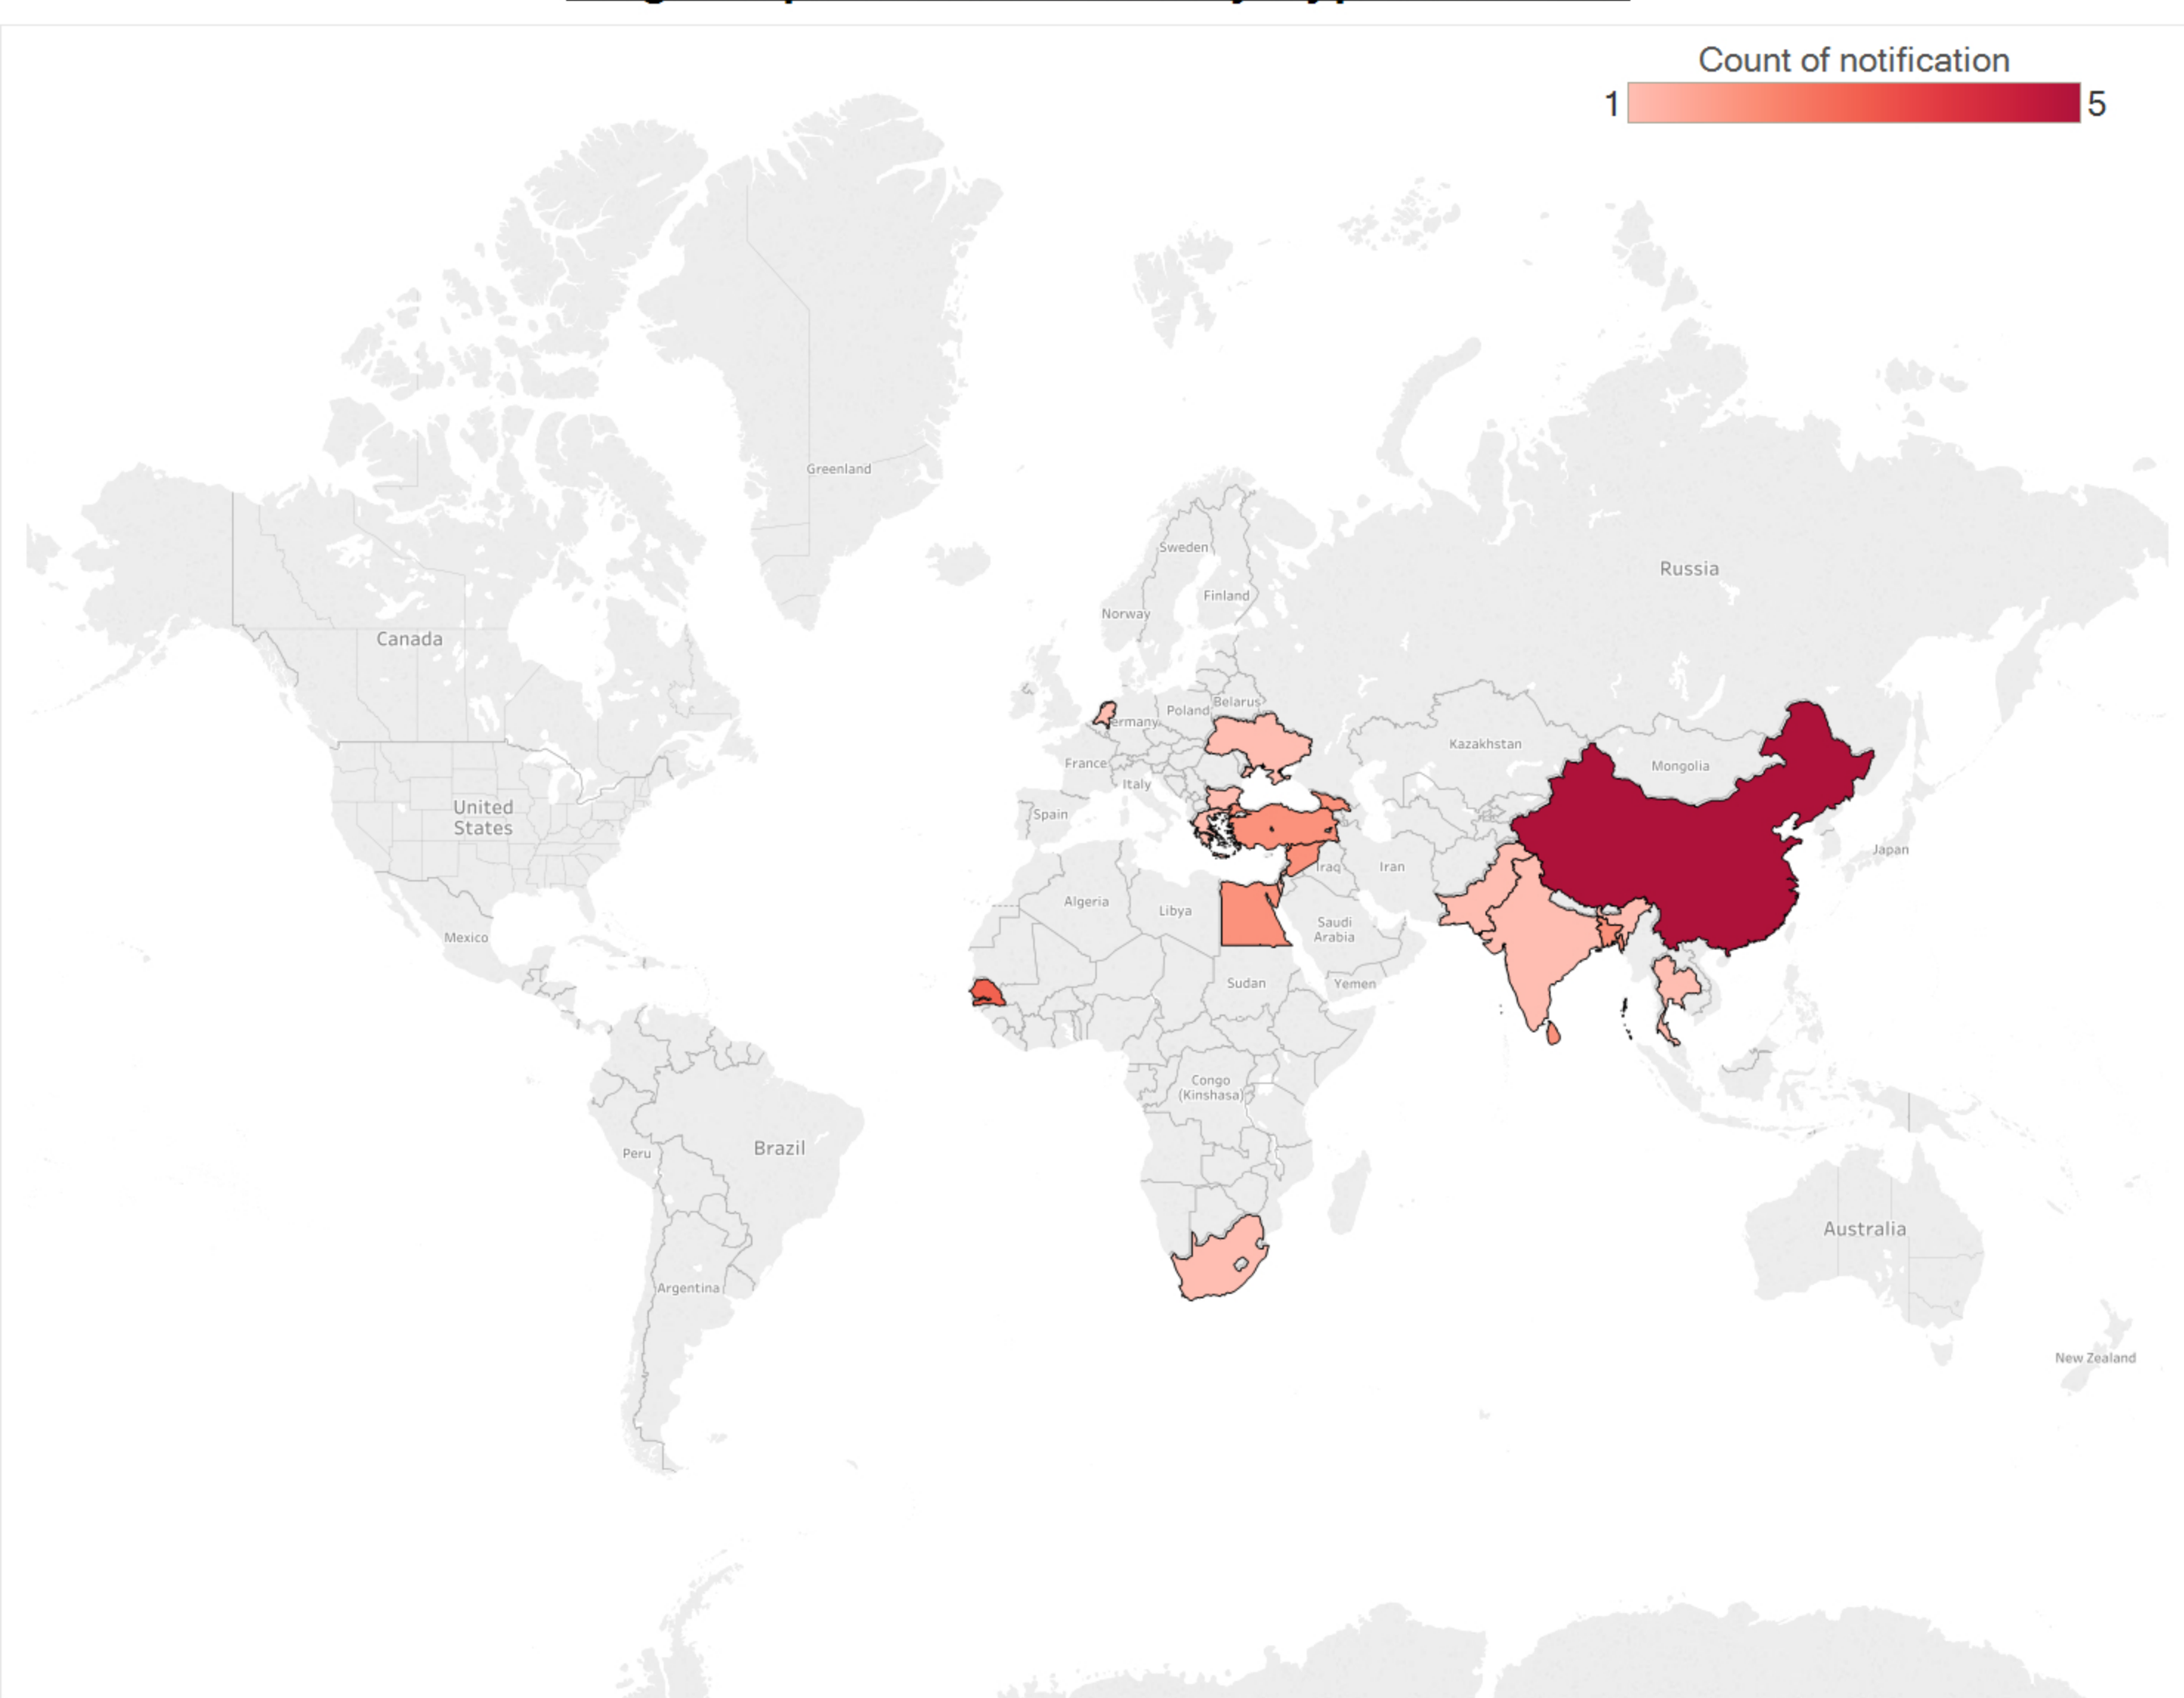 Count of notification
1 5
Greenland
Sweden
Finland
Russia
Norway
Canada
Belarus
Poland
ermany
Kazakhstan
France
Mongolia
Italy
United
States
Spain
Japan
Iraq
Iran
Algeria
Libya
Saudi
Arabia
Mexico
Sudan
Yemen
Congo
(Kinshasa)
Brazil
Peru
Australia
Argentina
New Zealand